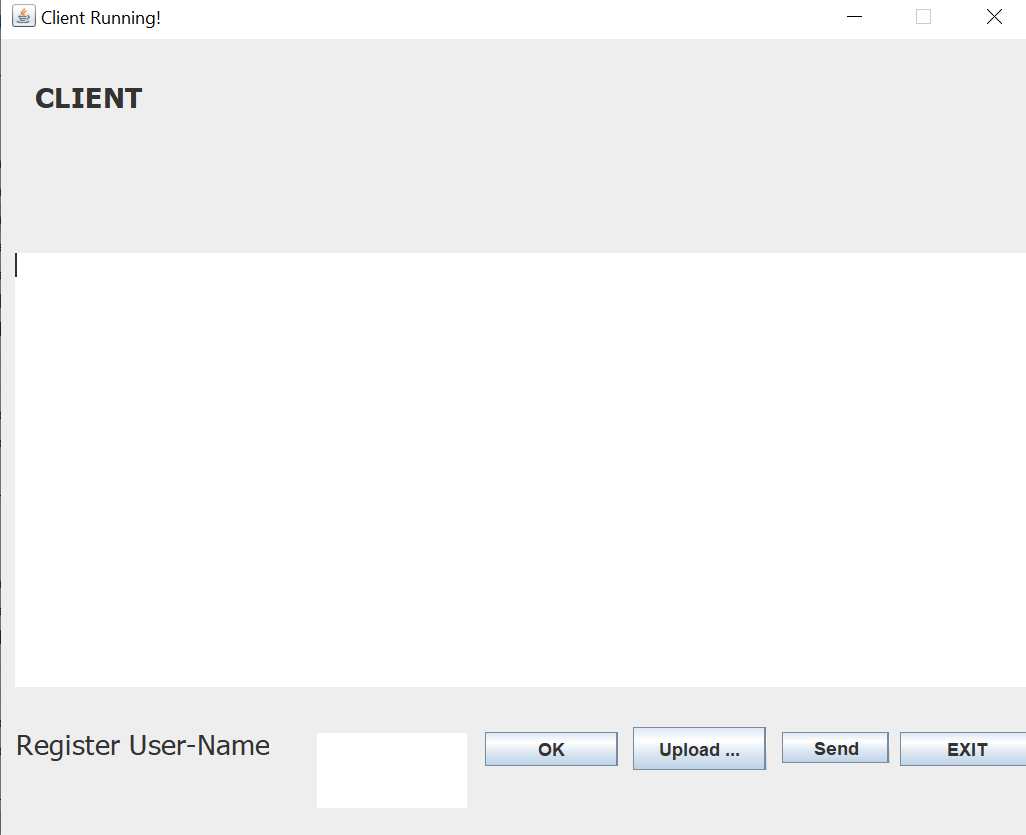 Client Running!
CLIENT
Register User-Name
OK
Upload ...
Send
EXIT